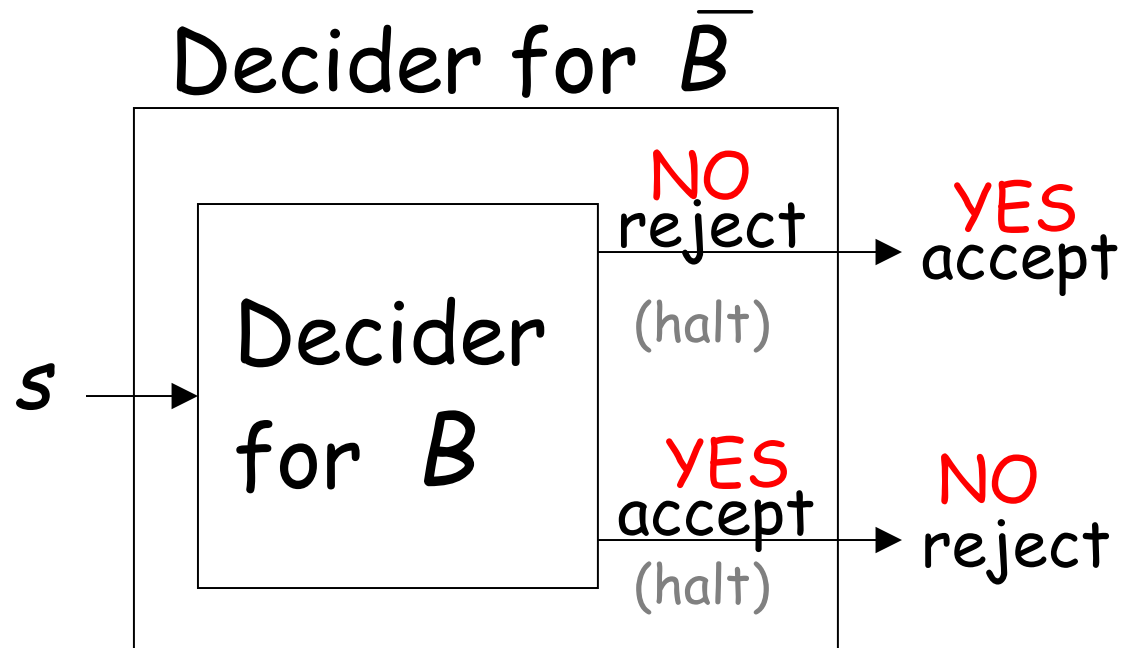 Decider for B̅
NO
reject
(halt)
YES
accept
Decider
for B
s
YES
accept
(halt)
NO
reject